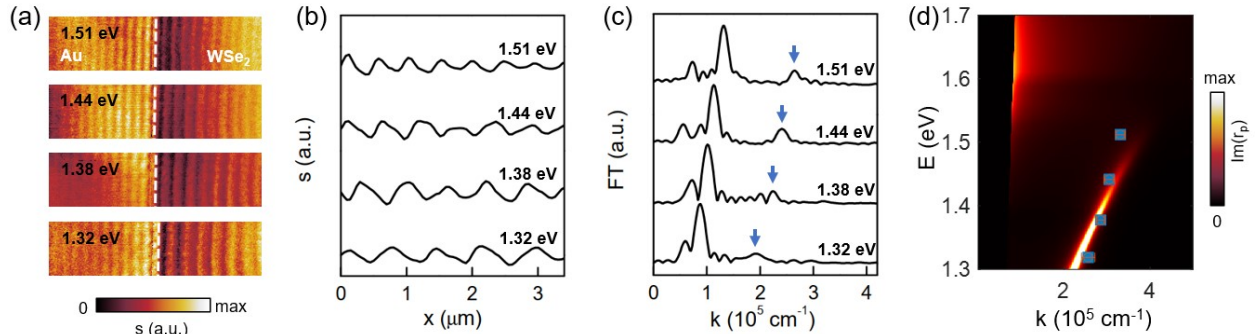 (a)
1.51 eV
Au
WSe₂
1.44 eV
1.38 eV
1.32 eV
0
max
s (a.u.)
(b)
1.51 eV
1.44 eV
1.38 eV
1.32 eV
s (a.u.)
0 1 2 3
x (μm)
(c)
1.51 eV
1.44 eV
1.38 eV
1.32 eV
FT (a.u.)
0 1 2 3 4
k (10⁵ cm⁻¹)
(d)
1.7
1.6
1.5
1.4
1.3
E (eV)
2 4
k (10⁵ cm⁻¹)
max
0
Im(rₚ)